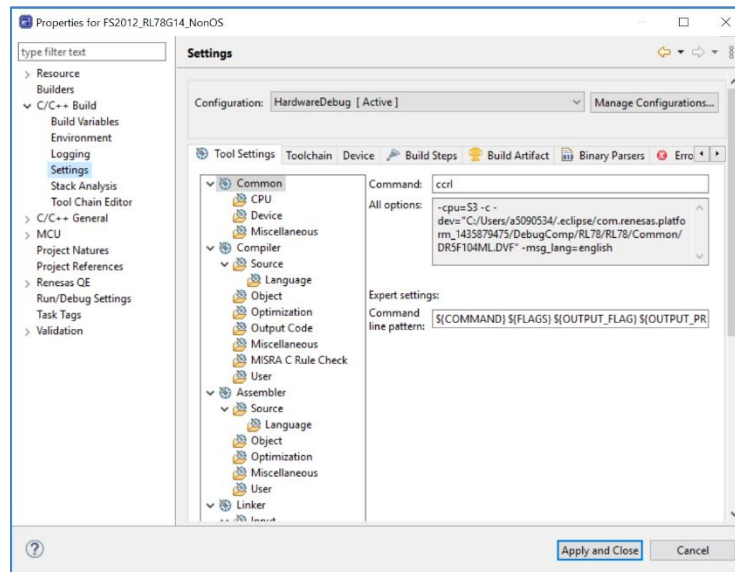 Properties for FS2012_RL78G14_NonOS
type filter text
Resource
Builders
C/C++ Build
Build Variables
Environment
Logging
Settings
Stack Analysis
Tool Chain Editor
C/C++ General
MCU
Project Natures
Project References
Renesas QE
Run/Debug Settings
Task Tags
Validation
Settings
Configuration: HardwareDebug [ Active ]
Manage Configurations...
Tool Settings Toolchain Device Build Steps Build Artifact Binary Parsers Erro
Common
CPU
Device
Miscellaneous
Compiler
Source
Language
Object
Optimization
Output Code
Miscellaneous
MISRA C Rule Check
User
Assembler
Source
Language
Object
Optimization
Miscellaneous
User
Linker
Input
Command: ccrl
All options:
-cpu=S3 -c -
dev="C:/Users/a5090534/.eclipse/com.renesas.platfo
rm_1435879475/DebugComp/RL78/RL78/Common/
DR5F104ML.DVF" -msg_lang=english
Expert settings:
Command
line pattern:
${COMMAND} ${FLAGS} ${OUTPUT_FLAG} ${OUTPUT_PR
Apply and Close
Cancel